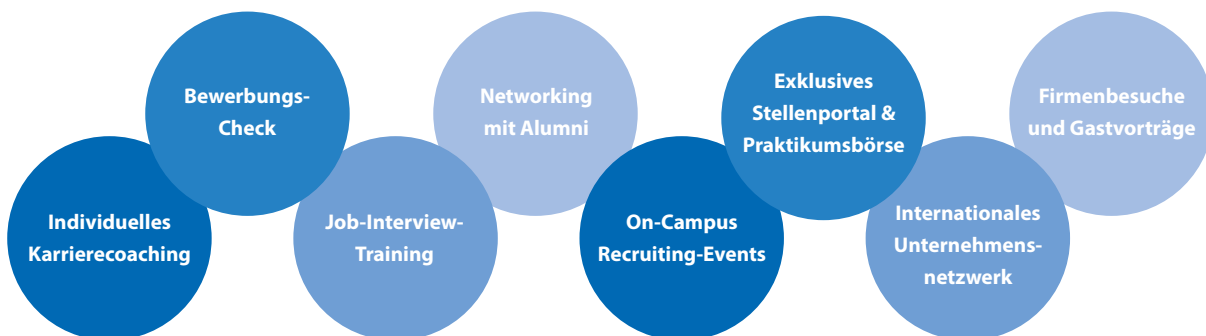 Individuelles
Karrierecoaching
Bewerbungs-
Check
Job-Interview-
Training
Networking
mit Alumni
On-Campus
Recruiting-Events
Exklusives
Stellenportal &
Praktikumsbörse
Internationales
Unternehmens-
netzwerk
Firmenbesuche
und Gastvorträge